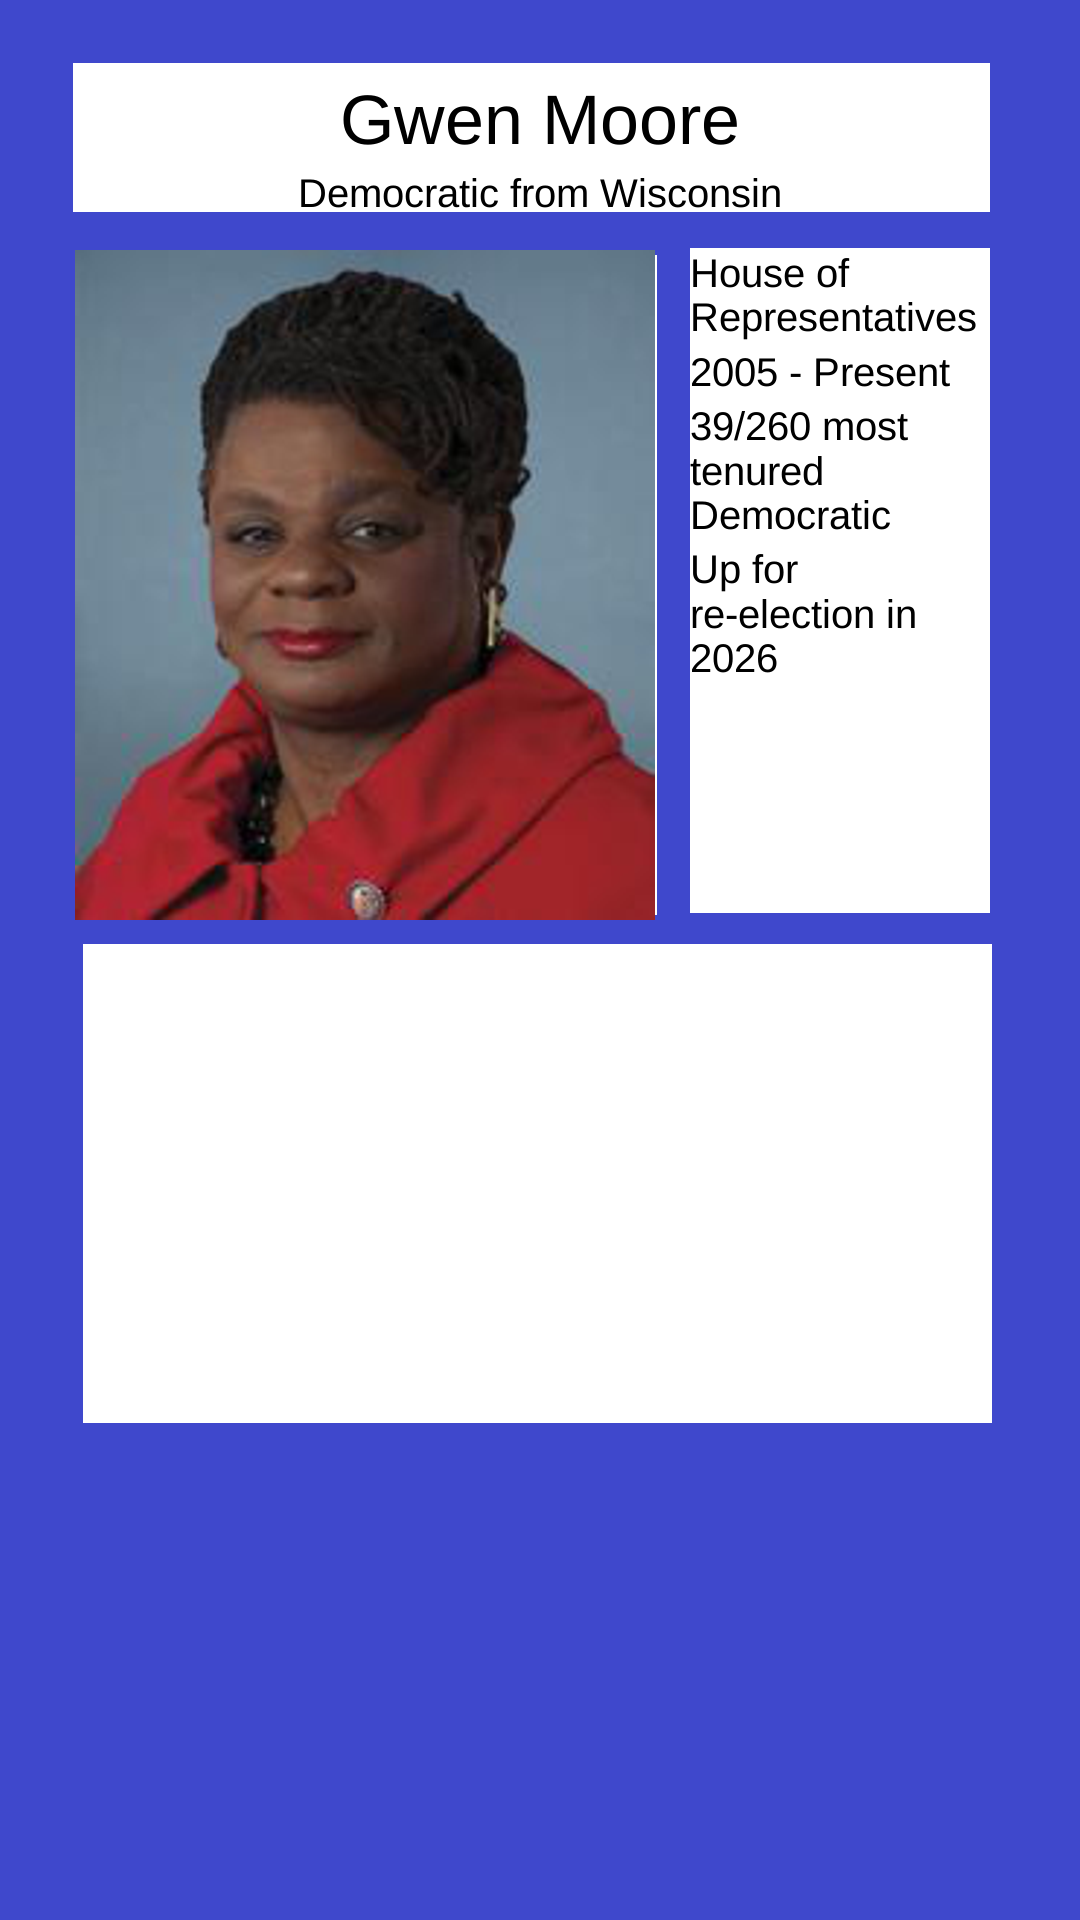 Gwen Moore
Democratic from Wisconsin
House of
Representatives
2005 - Present
39/260 most
tenured
Democratic
Up for
re-election in
2026